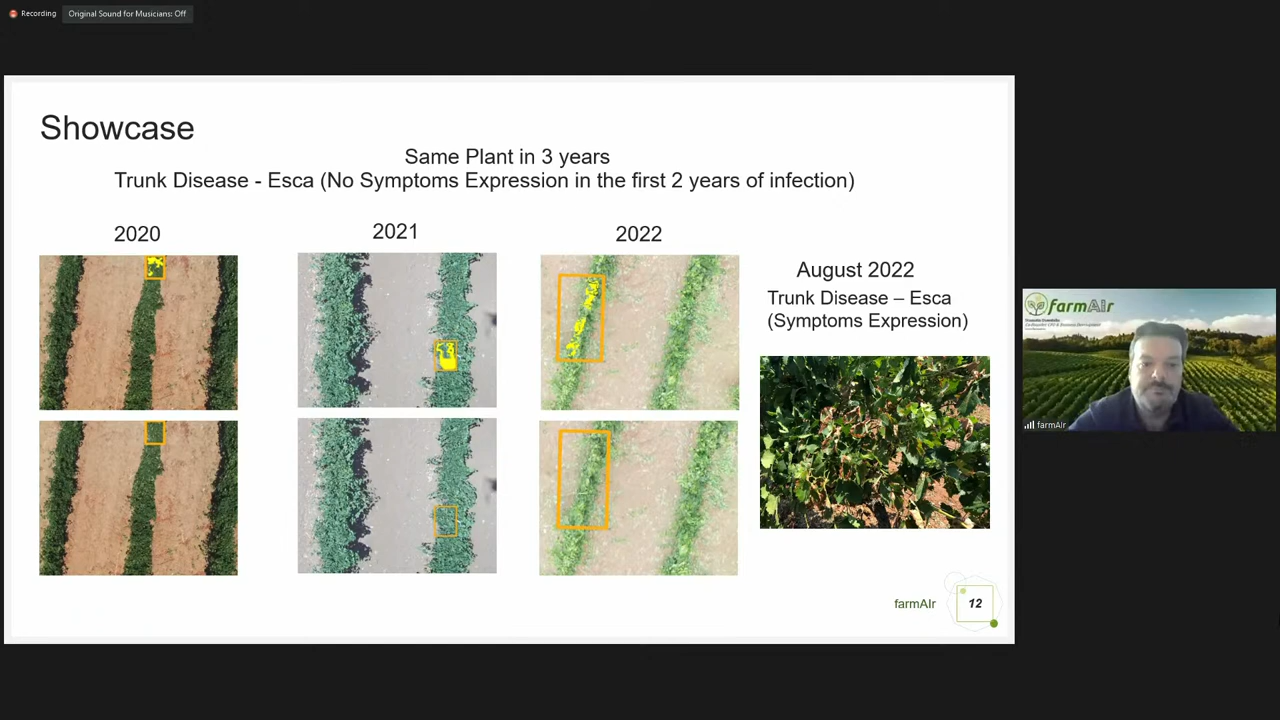 Recording
Original Sound for Musicians: Off
Showcase
Same Plant in 3 years
Trunk Disease - Esca (No Symptoms Expression in the first 2 years of infection)
2020
2021
2022
August 2022
Trunk Disease – Esca
(Symptoms Expression)
farmAIr
farmAIr
farmAIr
12